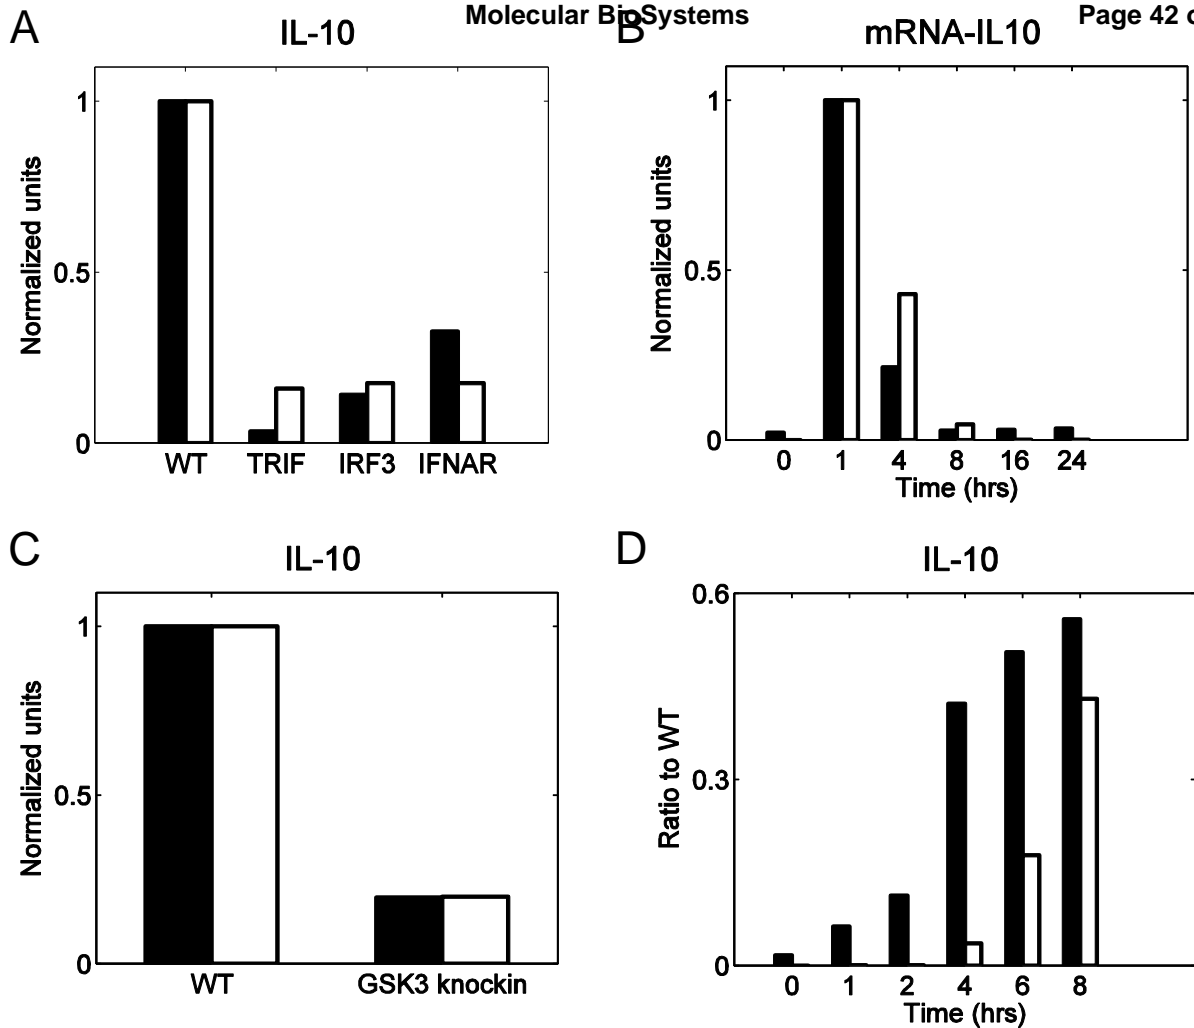 Molecular BioSystems
Page 42 o
A
IL-10
Normalized units
1
0.5
0
WT TRIF IRF3 IFNAR
B
mRNA-IL10
Normalized units
1
0.5
0
0 1 4 8 16 24
Time (hrs)
C
IL-10
Normalized units
1
0.5
0
WT GSK3 knockin
D
IL-10
Ratio to WT
0.6
0.3
0
0 1 2 4 6 8
Time (hrs)